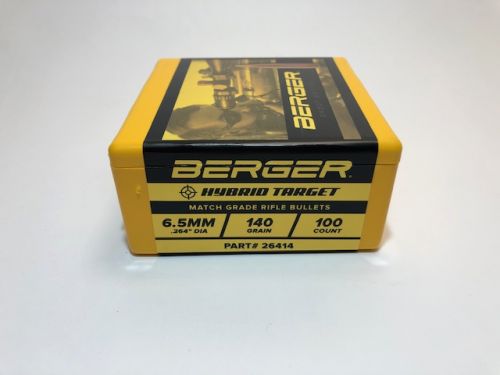 BERGER
BERGER
HYBRID TARGET
MATCH GRADE RIFLE BULLETS
6.5MM 140 100
.264" DIA GRAIN COUNT
PART# 26414